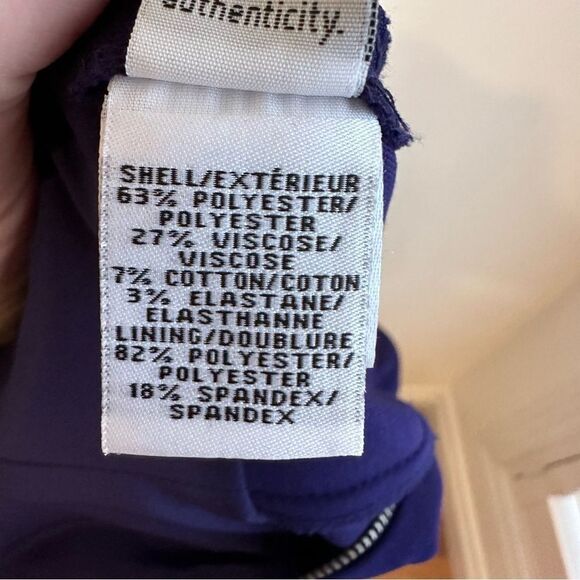 authenticity.
SHELL/EXTÉRIEUR
63% POLYESTER/
POLYESTER
27% VISCOSE/
VISCOSE
7% COTTON/COTON
3% ELASTANE/
ELASTHANNE
LINING/DOUBLURE
82% POLYESTER/
POLYESTER
18% SPANDEX/
SPANDEX